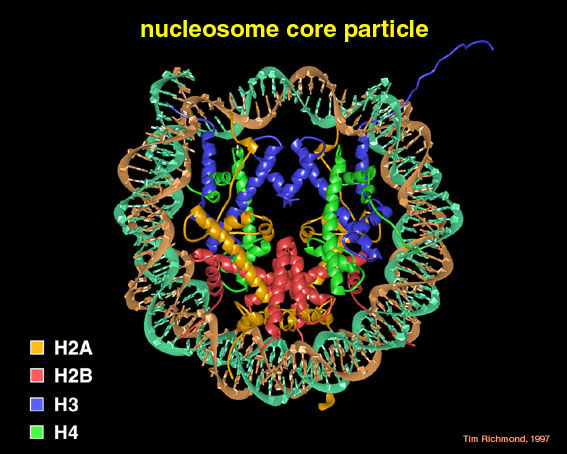 nucleosome core particle
H2A
H2B
H3
H4
Tim Richmond, 1997